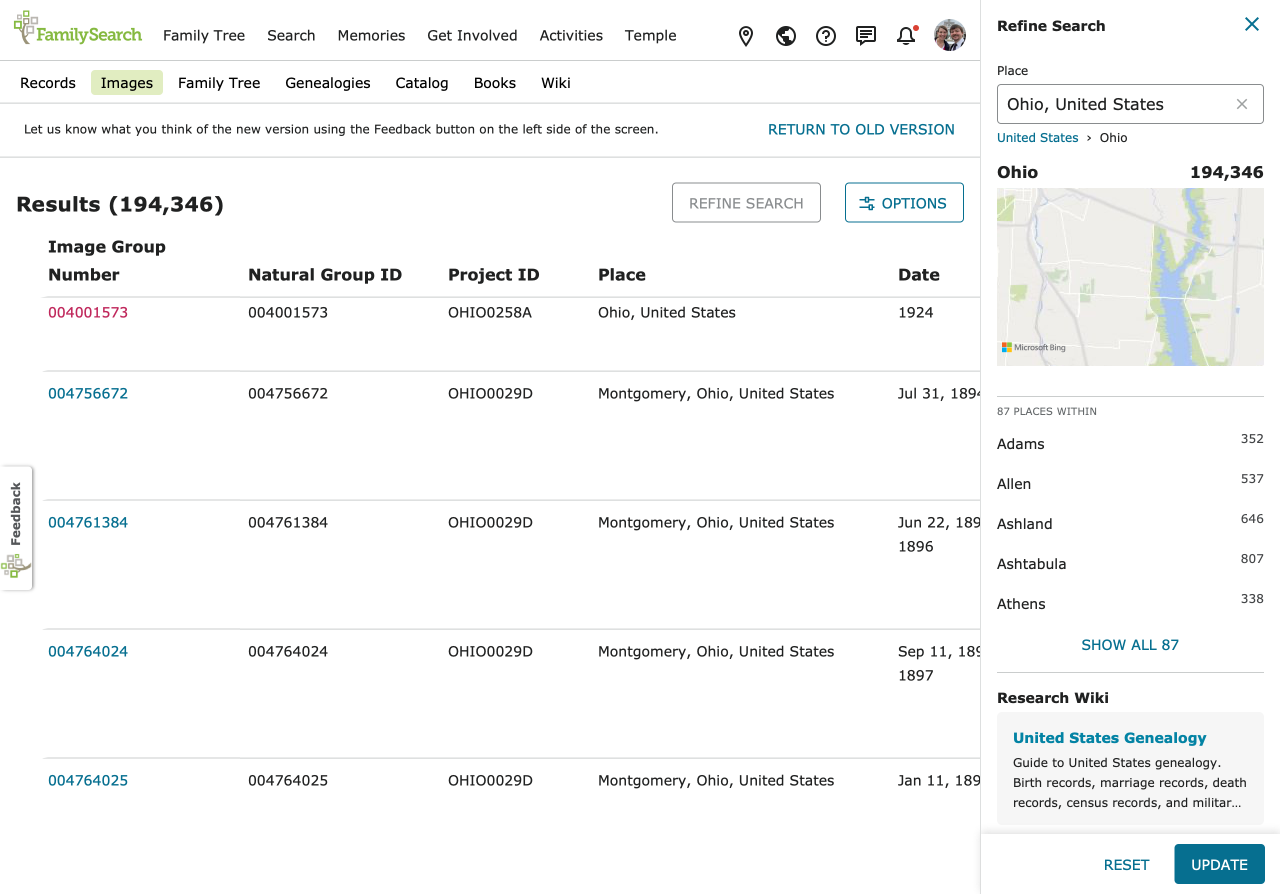 FamilySearch
Family Tree Search Memories Get Involved Activities Temple
Records Images Family Tree Genealogies Catalog Books Wiki
Let us know what you think of the new version using the Feedback button on the left side of the screen.
RETURN TO OLD VERSION
Results (194,346)
REFINE SEARCH
OPTIONS
Image Group
Number Natural Group ID Project ID Place Date
004001573 004001573 OHIO0258A Ohio, United States 1924
004756672 004756672 OHIO0029D Montgomery, Ohio, United States Jul 31, 1894
004761384 004761384 OHIO0029D Montgomery, Ohio, United States Jun 22, 189
1896
004764024 004764024 OHIO0029D Montgomery, Ohio, United States Sep 11, 189
1897
004764025 004764025 OHIO0029D Montgomery, Ohio, United States Jan 11, 189
Feedback
Refine Search
Place
Ohio, United States
United States › Ohio
Ohio 194,346
Microsoft Bing
87 PLACES WITHIN
Adams 352
Allen 537
Ashland 646
Ashtabula 807
Athens 338
SHOW ALL 87
Research Wiki
United States Genealogy
Guide to United States genealogy.
Birth records, marriage records, death
records, census records, and militar...
RESET UPDATE